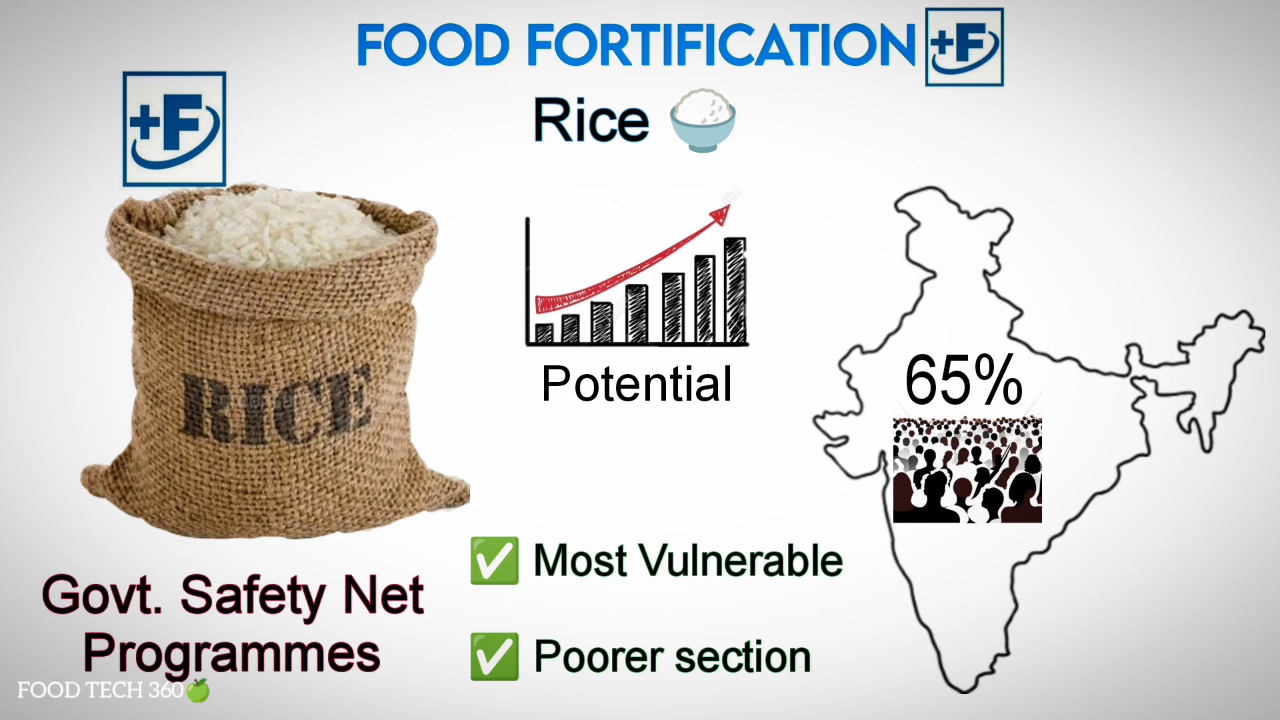 FOOD FORTIFICATION +F
+F
Rice
RICE
Potential
65%
Most Vulnerable
Govt. Safety Net
Programmes
Poorer section
FOOD TECH 360